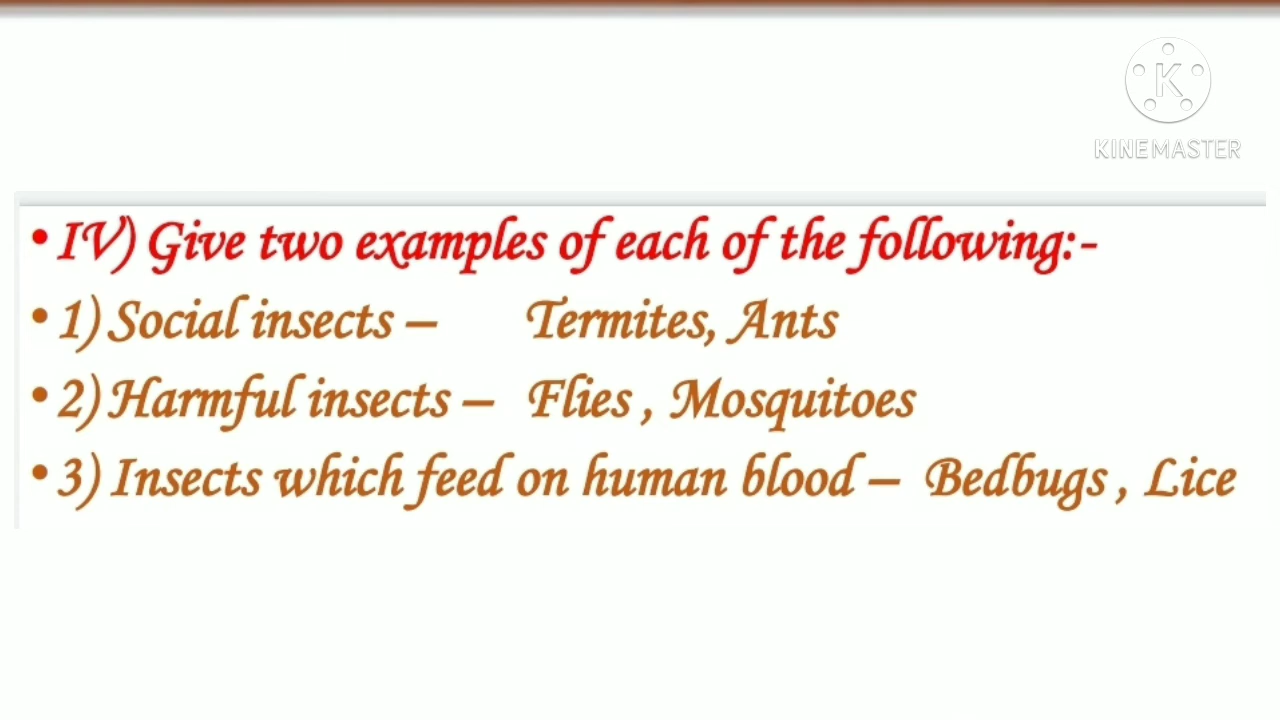 K
KINEMASTER
• IV) Give two examples of each of the following:-
• 1) Social insects – Termites, Ants
• 2) Harmful insects – Flies , Mosquitoes
• 3) Insects which feed on human blood – Bedbugs , Lice